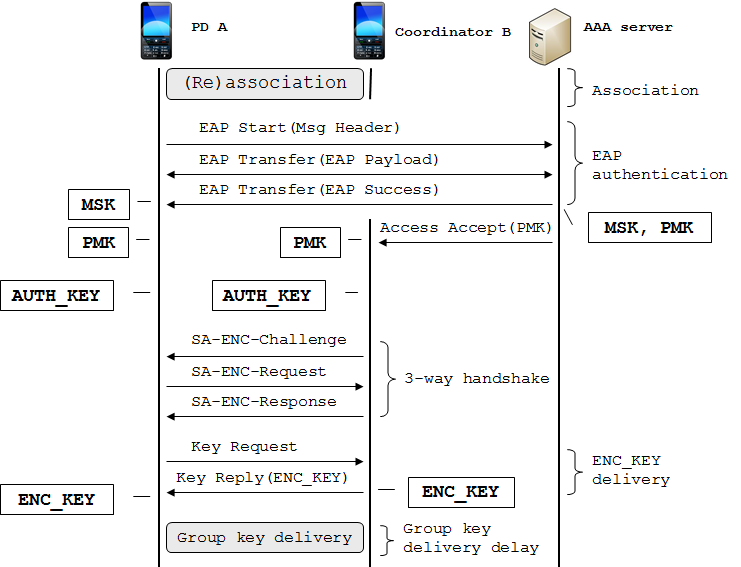 PD A
Coordinator B
AAA server
(Re)association
Association
EAP Start(Msg Header)
EAP Transfer(EAP Payload)
EAP
authentication
EAP Transfer(EAP Success)
MSK
Access Accept(PMK)
MSK, PMK
PMK
PMK
AUTH_KEY
AUTH_KEY
SA-ENC-Challenge
SA-ENC-Request
3-way handshake
SA-ENC-Response
Key Request
ENC_KEY
delivery
Key Reply(ENC_KEY)
ENC_KEY
ENC_KEY
Group key delivery
Group key
delivery delay